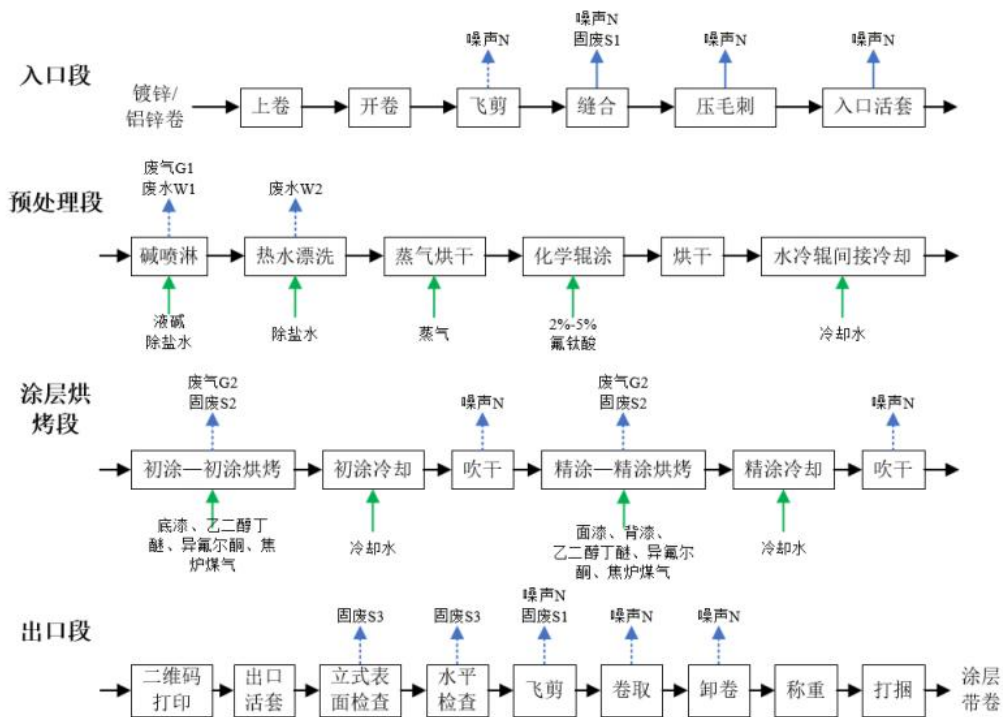 噪声N
噪声N
固废S1
噪声N
噪声N
入口段
镀锌/
铝锌卷
上卷
开卷
飞剪
缝合
压毛刺
入口活套
废气G1
废水W1
废水W2
预处理段
碱喷淋
热水漂洗
蒸气烘干
化学辊涂
烘干
水冷辊间接冷却
液碱
除盐水
除盐水
蒸气
2%-5%
氟钛酸
冷却水
涂层烘
烤段
废气G2
固废S2
噪声N
废气G2
固废S2
噪声N
初涂—初涂烘烤
初涂冷却
吹干
精涂—精涂烘烤
精涂冷却
吹干
底漆、乙二醇丁
醚、异氟尔酮、焦
炉煤气
冷却水
面漆、背漆、
乙二醇丁醚、异氟尔
酮、焦炉煤气
冷却水
出口段
固废S3
固废S3
噪声N
固废S1
噪声N
噪声N
二维码
打印
出口
活套
立式表
面检查
水平
检查
飞剪
卷取
卸卷
称重
打捆
涂层
带卷